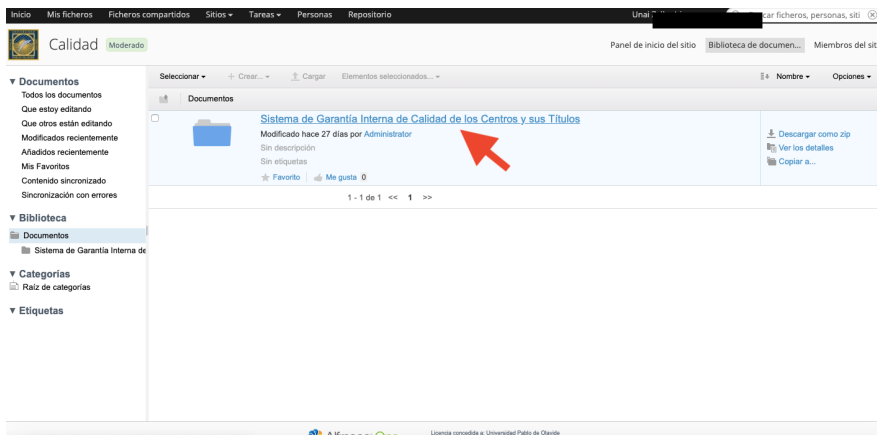 Inicio Mis ficheros Ficheros compartidos Sitios Tareas Personas Repositorio Unai car ficheros, personas, siti
Calidad Moderado Panel de inicio del sitio Biblioteca de documen... Miembros del sit
Documentos
Todos los documentos
Que estoy editando
Que otros están editando
Modificados recientemente
Añadidos recientemente
Mis Favoritos
Contenido sincronizado
Sincronización con errores
Biblioteca
Documentos
Sistema de Garantía Interna de
Categorías
Raíz de categorías
Etiquetas
Seleccionar Crear... Cargar Elementos seleccionados... Nombre Opciones
Documentos
Sistema de Garantía Interna de Calidad de los Centros y sus Títulos
Modificado hace 27 días por Administrator
Sin descripción
Sin etiquetas
Favorito Me gusta 0
Descargar como zip
Ver los detalles
Copiar a...
1 - 1 de 1 << 1 >>
Licencia concedida a: Universidad Pablo de Olavide